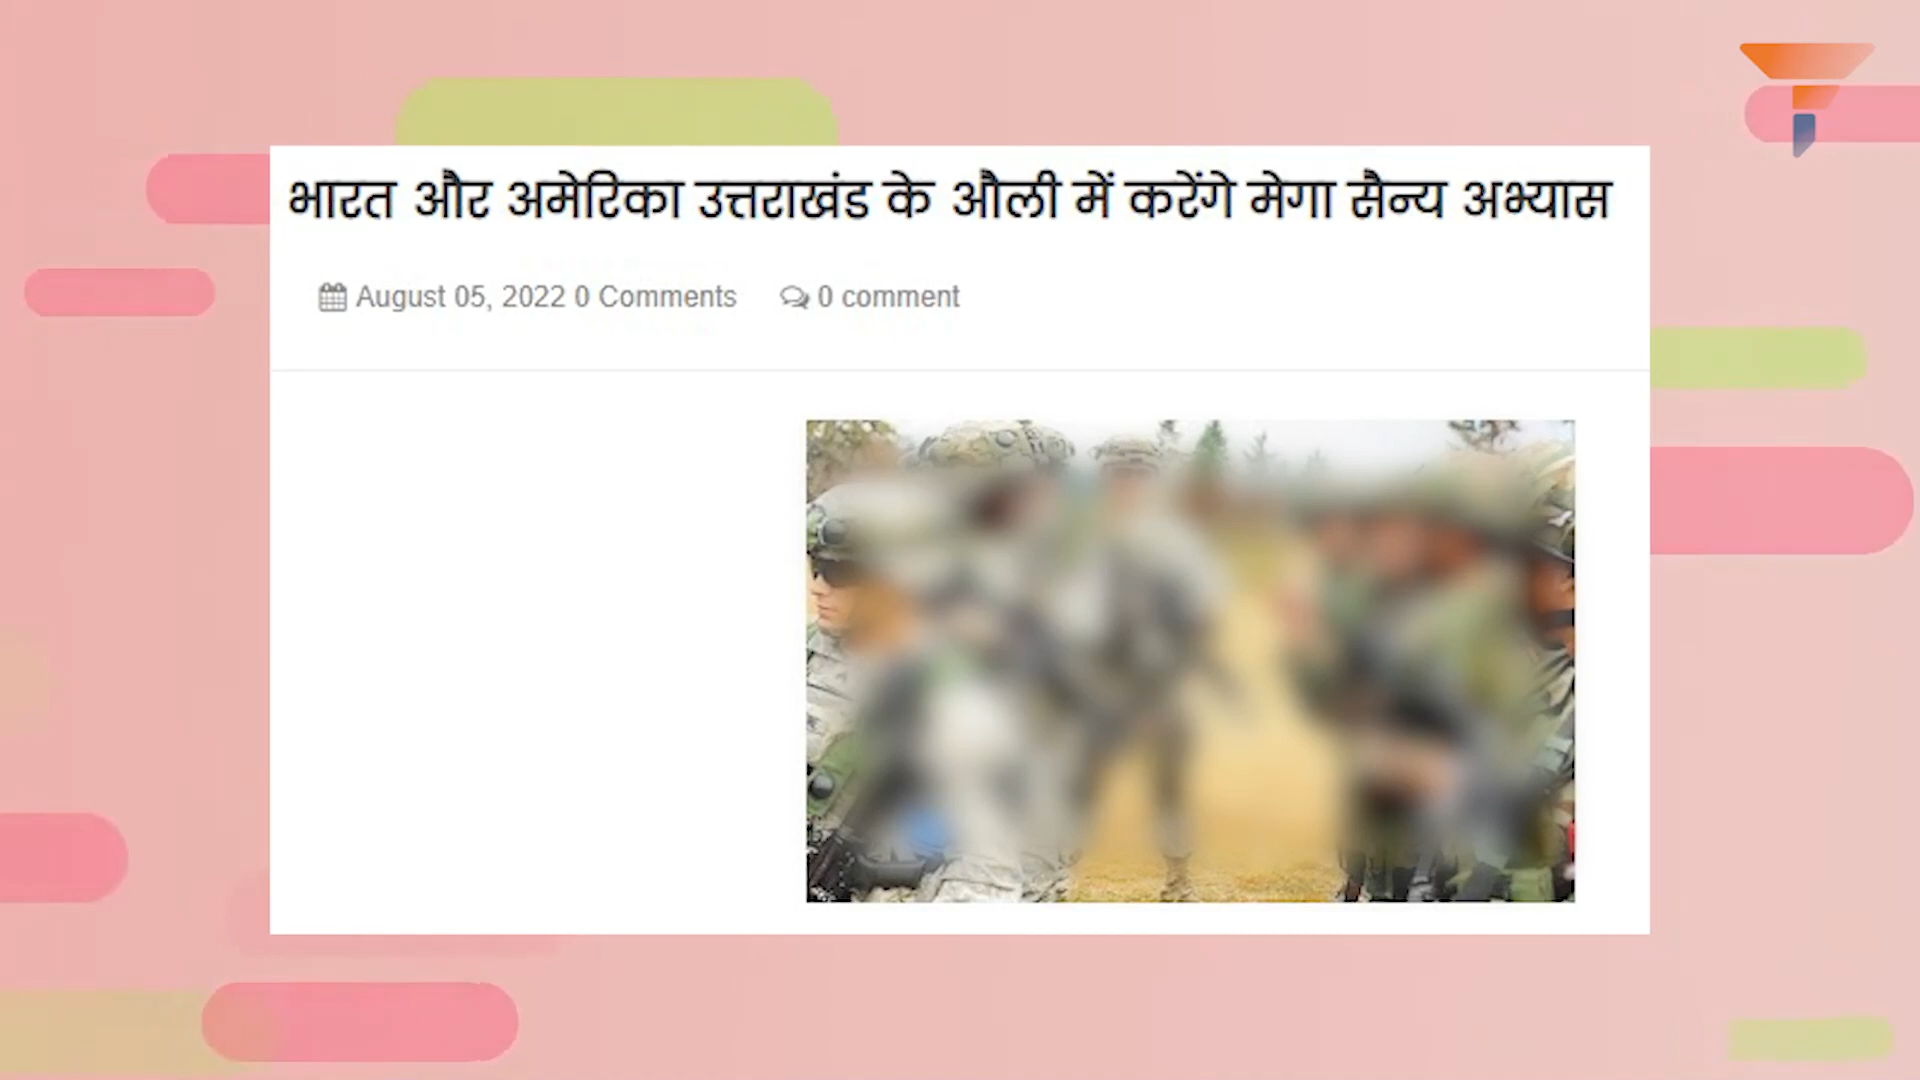 भारत और अमेरिका उत्तराखंड के औली में करेंगे मेगा सैन्य अभ्यास
August 05, 2022 0 Comments 0 comment